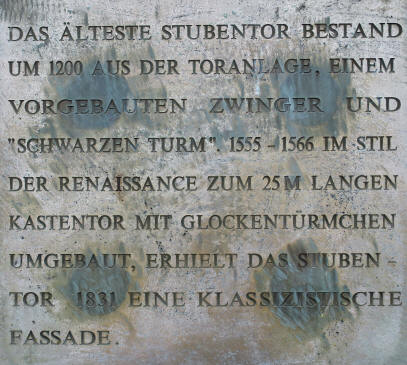 DAS ÄLTESTE STUBENTOR BESTAND
UM 1200 AUS DER TORANLAGE, EINEM
VORGEBAUTEN ZWINGER UND
"SCHWARZEN TURM". 1555 - 1566 IM STIL
DER RENAISSANCE ZUM 25 M LANGEN
KASTENTOR MIT GLOCKENTÜRMCHEN
UMGEBAUT, ERHIELT DAS STUBEN -
TOR 1831 EINE KLASSIZISTISCHE
FASSADE.